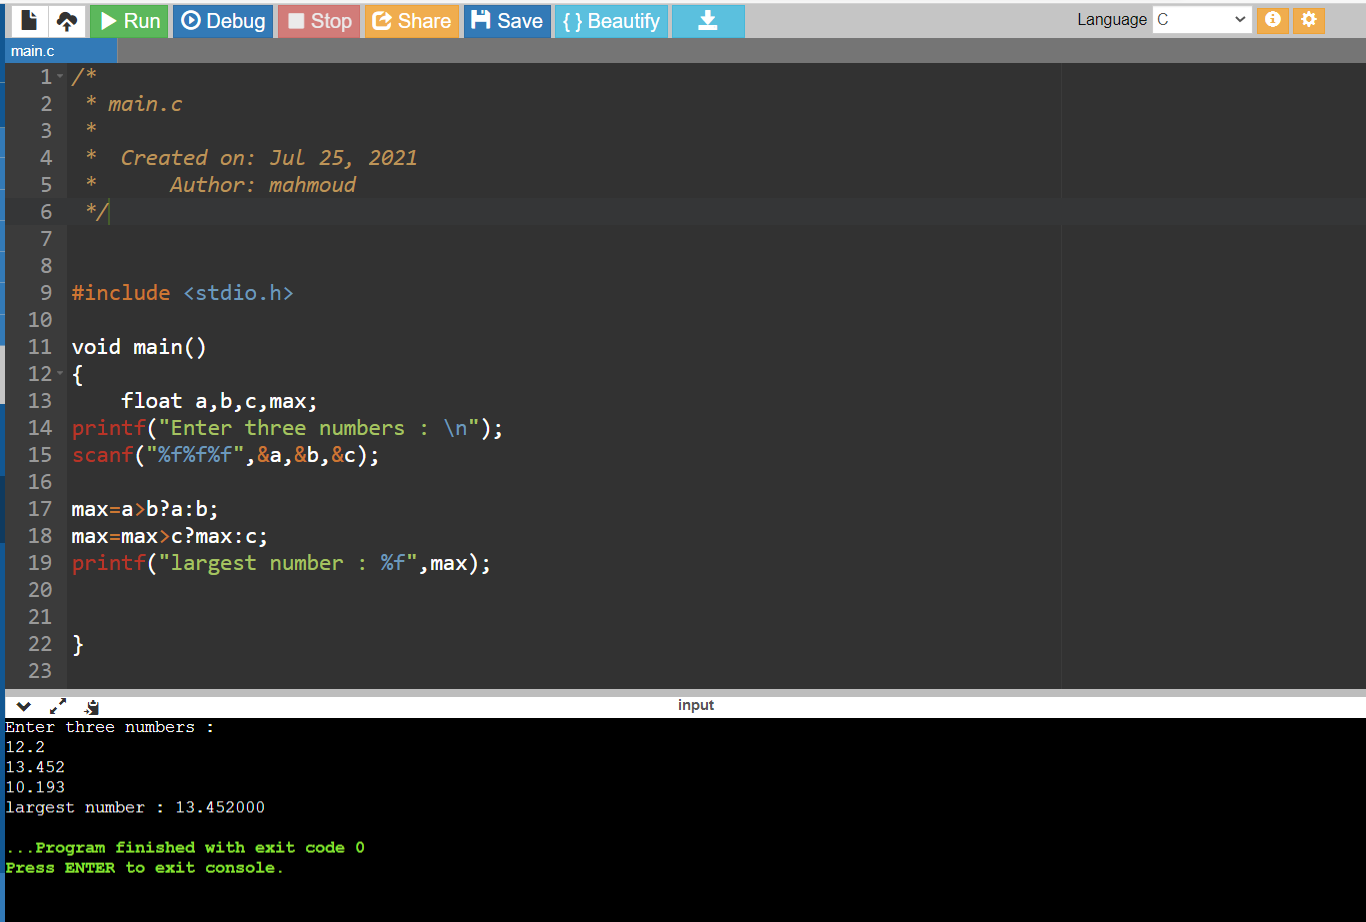 Run Debug Stop Share Save { } Beautify Language C
main.c
1 /*
2  * main.c
3  *
4  *  Created on: Jul 25, 2021
5  *      Author: mahmoud
6  */
7
8
9 #include <stdio.h>
10
11 void main()
12 {
13     float a,b,c,max;
14 printf("Enter three numbers : \n");
15 scanf("%f%f%f",&a,&b,&c);
16
17 max=a>b?a:b;
18 max=max>c?max:c;
19 printf("largest number : %f",max);
20
21
22 }
23
input
Enter three numbers :
12.2
13.452
10.193
largest number : 13.452000
...Program finished with exit code 0
Press ENTER to exit console.